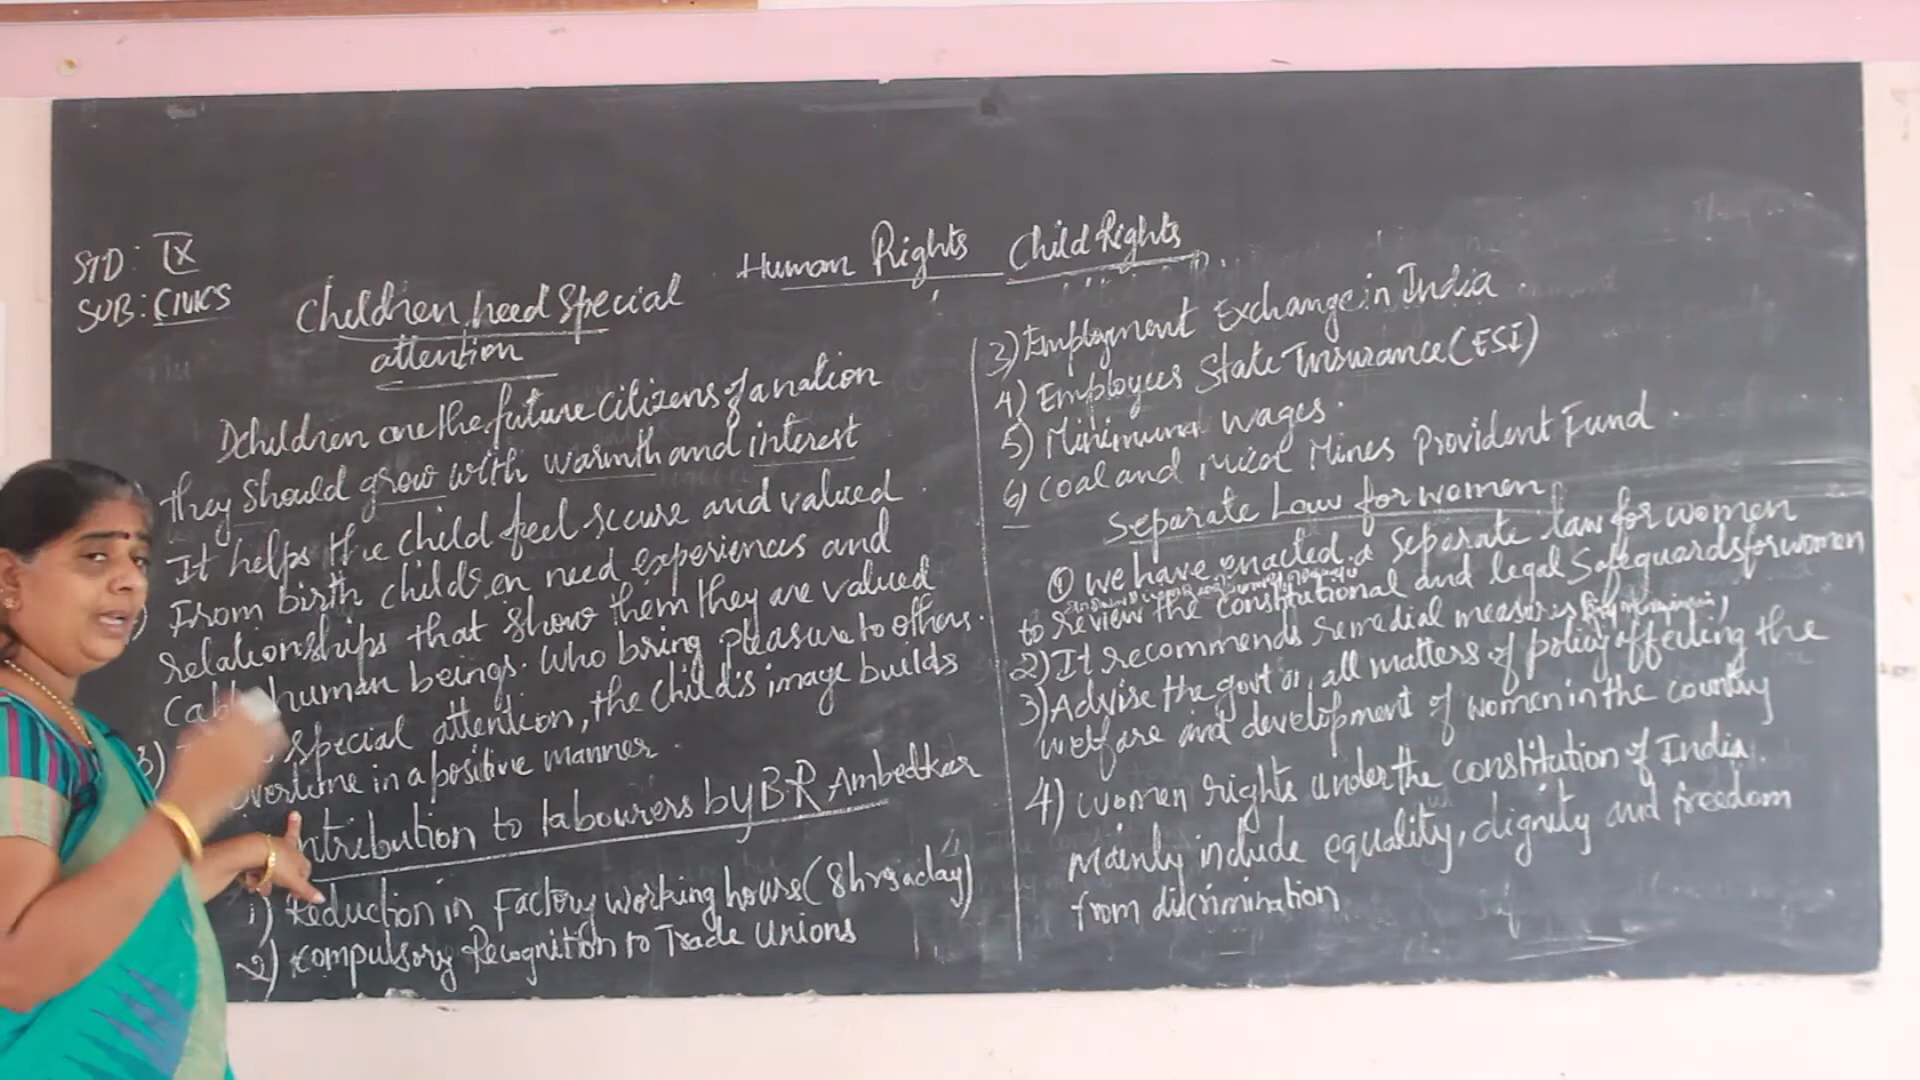 STD: IX
SUB: CIVICS
Human Rights Child Rights
Children need Special
attention
1) children are the future citizens of a nation
they should grow with warmth and interest
It helps the child feel secure and valued
) From birth children need experiences and
relationships that show them they are valued
human beings. who bring pleasure to others.
3) special attention, the child's image builds
overtime in a positive manner.
ntribution to labourers by B.R Ambedkar
i) Reduction in Factory working hours (8 hrs a day)
2) compulsory Recognition to Trade Unions
3) Employment Exchange in India.
4) Employees State Insurance (ESI)
5) Minimum wages.
6) coal and Mica Mines Provident Fund.
Separate Law for women
① we have enacted a separate law for women
to review the constitutional and legal Safeguards for women
2) It recommends remedial measures
3) Advise the govt on all matters of policy affecting the
welfare and development of women in the country
4) women rights under the constitution of India.
Mainly include equality, dignity and freedom
from discrimination